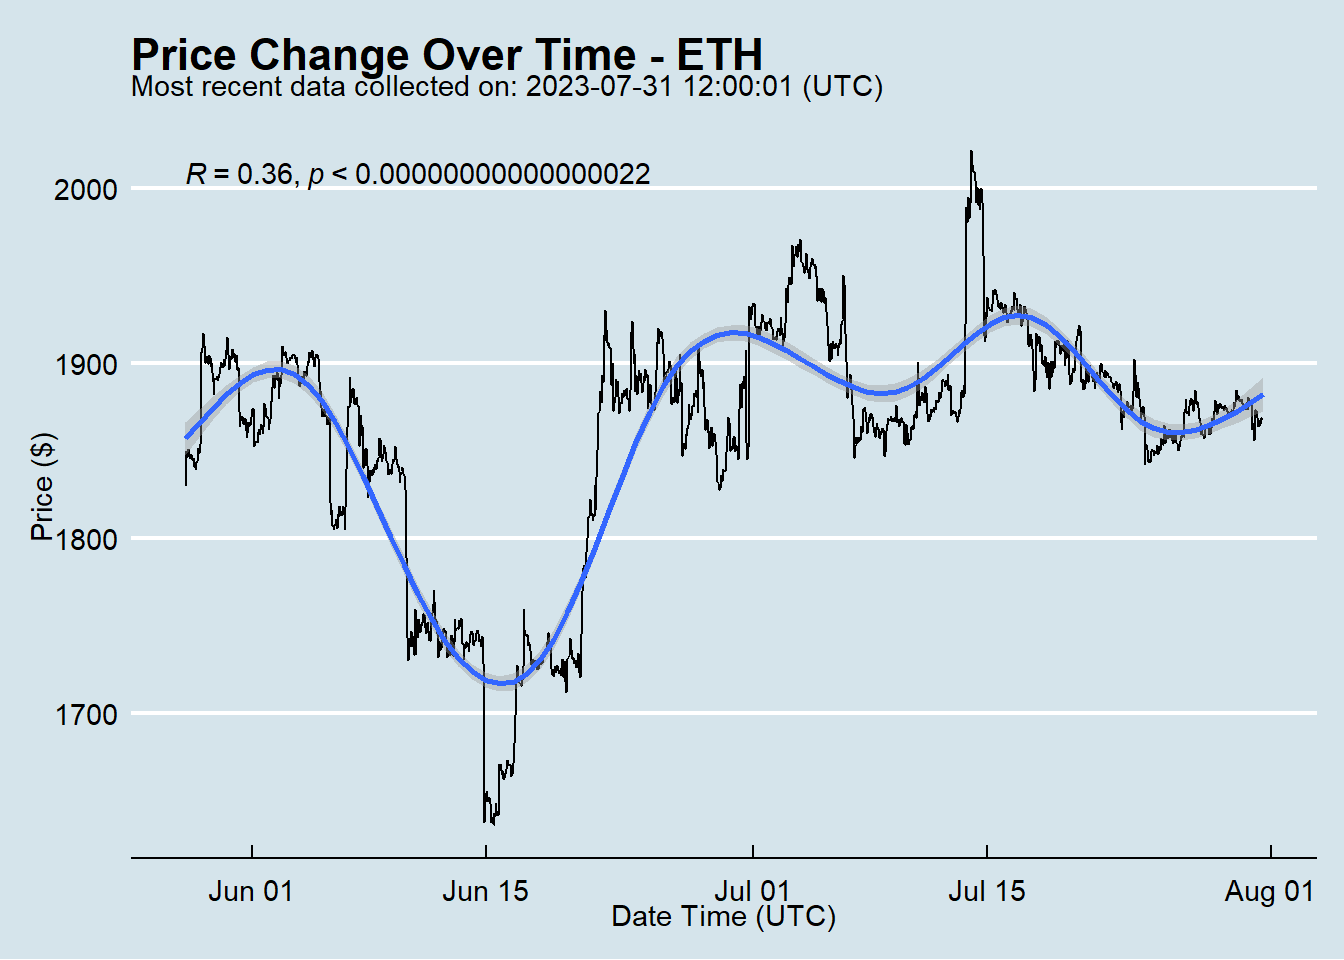 Price Change Over Time - ETH
Most recent data collected on: 2023-07-31 12:00:01 (UTC)
R = 0.36, p < 0.00000000000000022
2000
1900
1800
1700
Price ($)
Jun 01
Jun 15
Jul 01
Jul 15
Aug 01
Date Time (UTC)